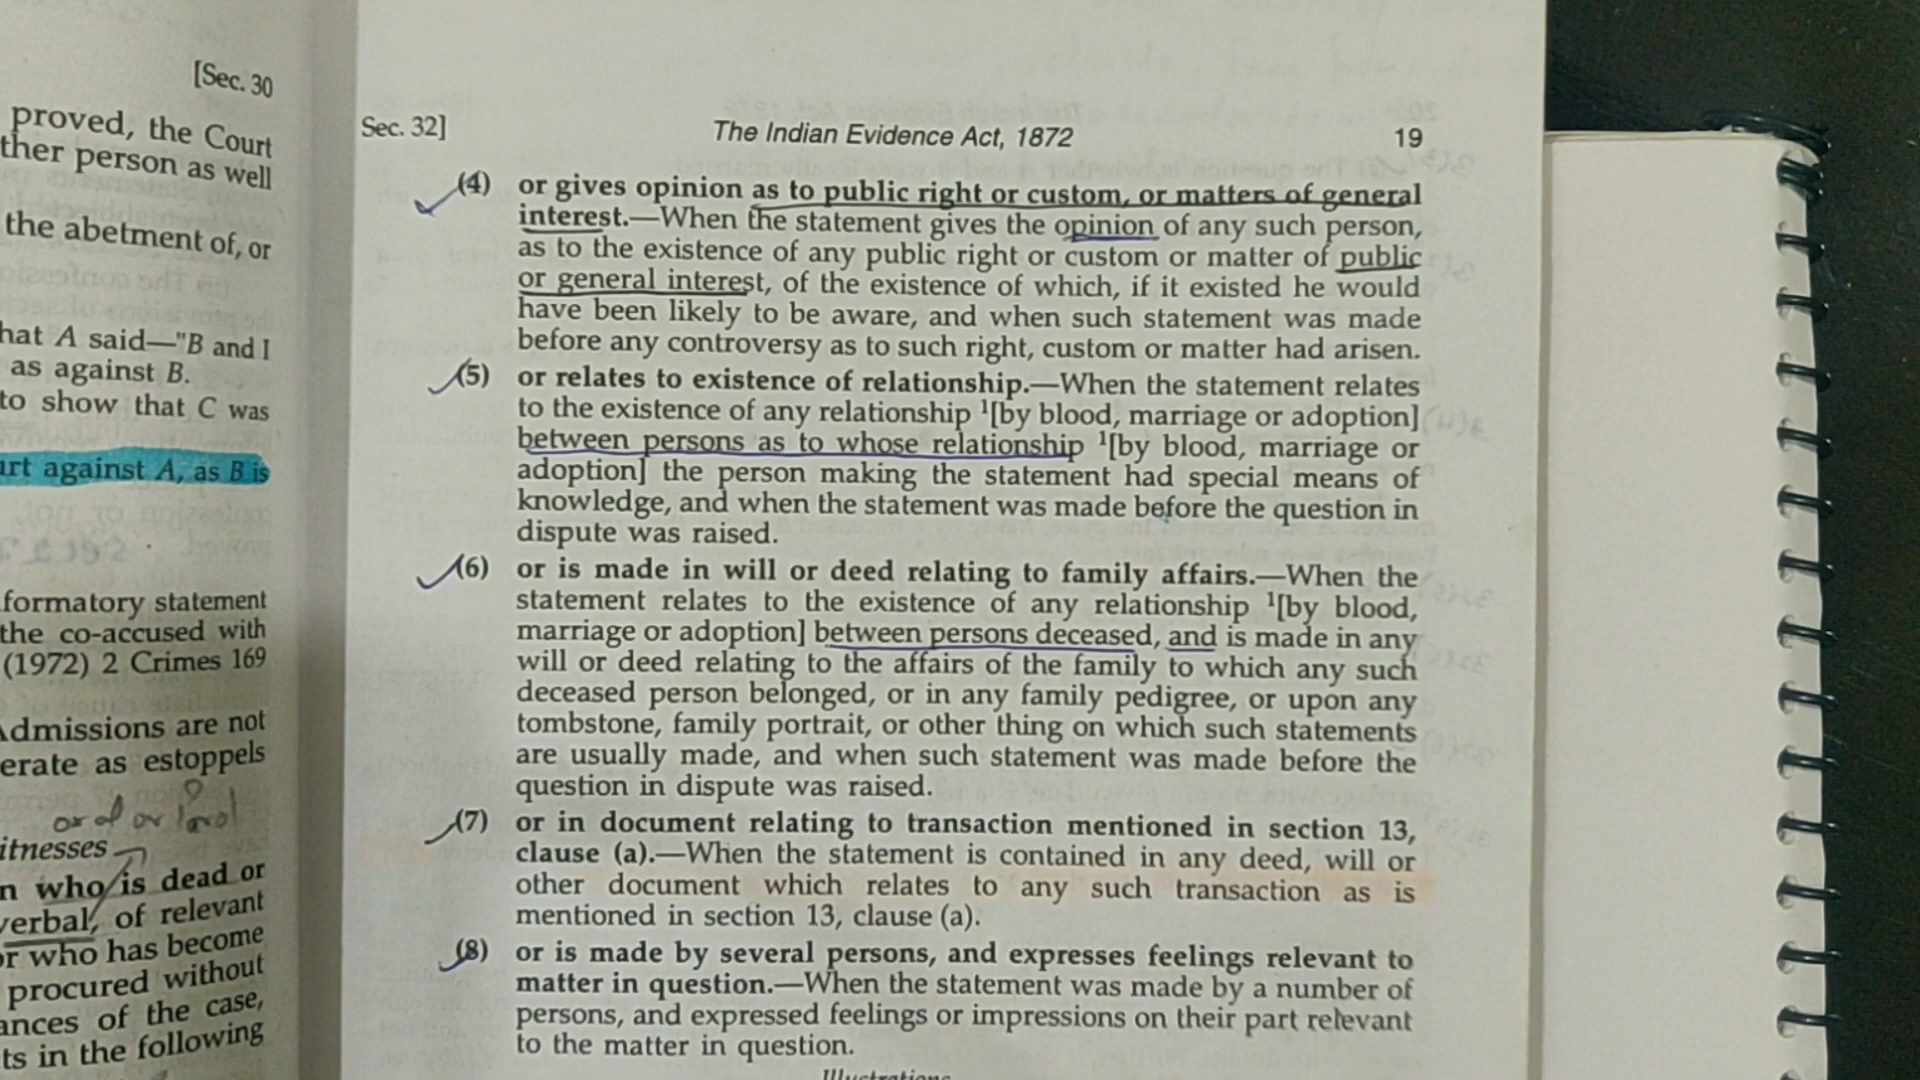 [Sec. 30
proved, the Court
ther person as well
the abetment of, or
hat A said—"B and I
as against B.
to show that C was
urt against A, as B is
formatory statement
the co-accused with
(1972) 2 Crimes 169
Admissions are not
erate as estoppels
oral or
itnesses
n who is dead or
verbal, of relevant
or who has become
procured without
ances of the case,
ts in the following
Sec. 32] The Indian Evidence Act, 1872 19
(4) or gives opinion as to public right or custom, or matters of general
interest.—When the statement gives the opinion of any such person,
as to the existence of any public right or custom or matter of public
or general interest, of the existence of which, if it existed he would
have been likely to be aware, and when such statement was made
before any controversy as to such right, custom or matter had arisen.
(5) or relates to existence of relationship.—When the statement relates
to the existence of any relationship ¹[by blood, marriage or adoption]
between persons as to whose relationship ¹[by blood, marriage or
adoption] the person making the statement had special means of
knowledge, and when the statement was made before the question in
dispute was raised.
(6) or is made in will or deed relating to family affairs.—When the
statement relates to the existence of any relationship ¹[by blood,
marriage or adoption] between persons deceased, and is made in any
will or deed relating to the affairs of the family to which any such
deceased person belonged, or in any family pedigree, or upon any
tombstone, family portrait, or other thing on which such statements
are usually made, and when such statement was made before the
question in dispute was raised.
(7) or in document relating to transaction mentioned in section 13,
clause (a).—When the statement is contained in any deed, will or
other document which relates to any such transaction as is
mentioned in section 13, clause (a).
(8) or is made by several persons, and expresses feelings relevant to
matter in question.—When the statement was made by a number of
persons, and expressed feelings or impressions on their part relevant
to the matter in question.
Illustrations